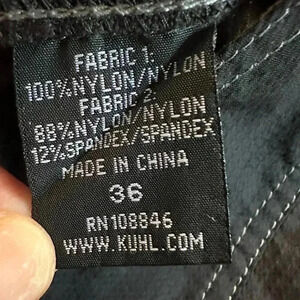 FABRIC 1:
100%NYLON/NYLON
FABRIC 2:
88%NYLON/NYLON
12%SPANDEX/SPANDEX
MADE IN CHINA
36
RN108846
WWW.KUHL.COM